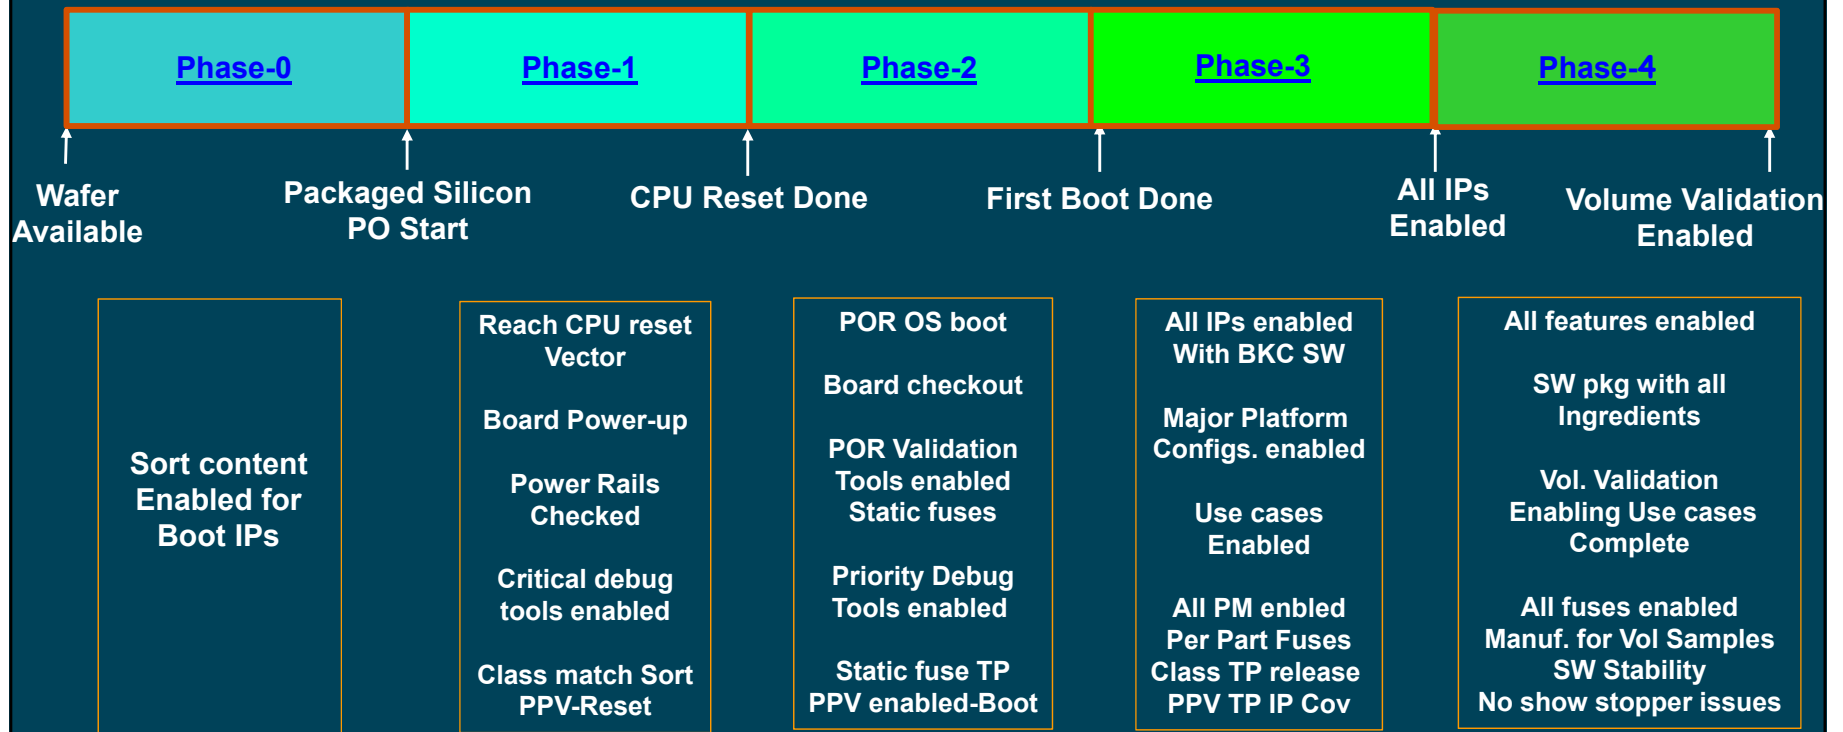 Phase-0
Phase-1
Phase-2
Phase-3
Phase-4
Wafer
Available
Packaged Silicon
PO Start
CPU Reset Done
First Boot Done
All IPs
Enabled
Volume Validation
Enabled
Sort content
Enabled for
Boot IPs
Reach CPU reset
Vector
Board Power-up
Power Rails
Checked
Critical debug
tools enabled
Class match Sort
PPV-Reset
POR OS boot
Board checkout
POR Validation
Tools enabled
Static fuses
Priority Debug
Tools enabled
Static fuse TP
PPV enabled-Boot
All IPs enabled
With BKC SW
Major Platform
Configs. enabled
Use cases
Enabled
All PM enbled
Per Part Fuses
Class TP release
PPV TP IP Cov
All features enabled
SW pkg with all
Ingredients
Vol. Validation
Enabling Use cases
Complete
All fuses enabled
Manuf. for Vol Samples
SW Stability
No show stopper issues